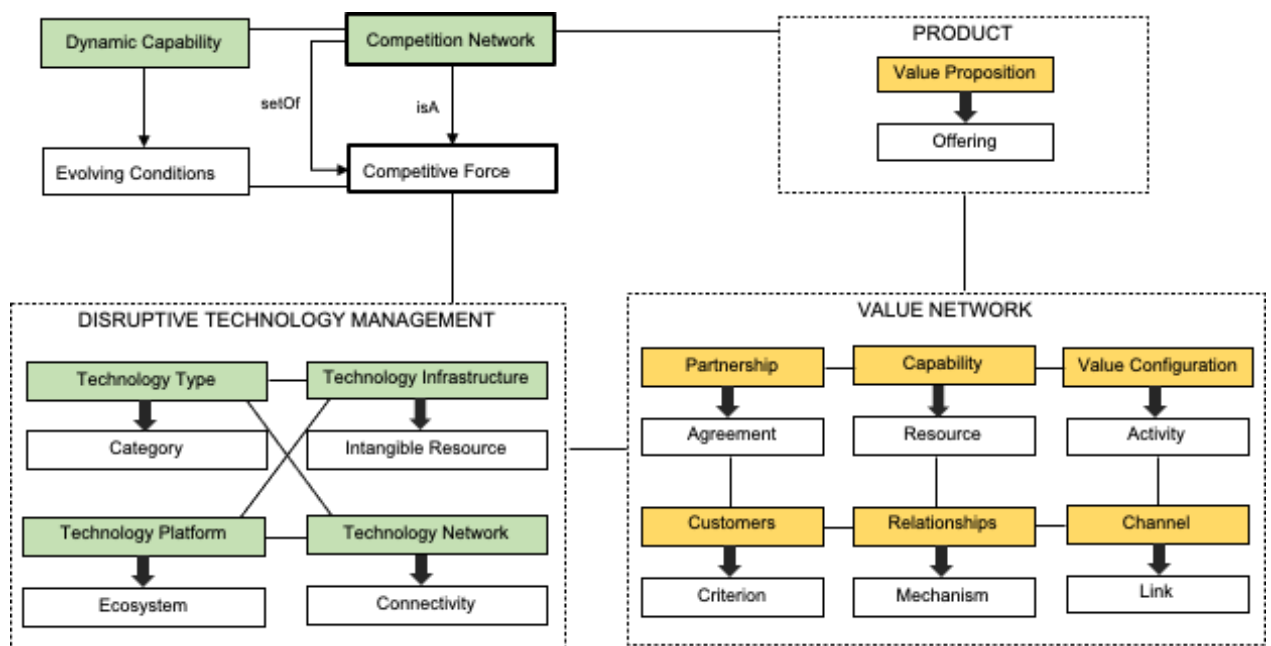 Dynamic Capability
Competition Network
setOf
isA
Evolving Conditions
Competitive Force
PRODUCT
Value Proposition
Offering
DISRUPTIVE TECHNOLOGY MANAGEMENT
Technology Type
Technology Infrastructure
Category
Intangible Resource
Technology Platform
Technology Network
Ecosystem
Connectivity
VALUE NETWORK
Partnership
Capability
Value Configuration
Agreement
Resource
Activity
Customers
Relationships
Channel
Criterion
Mechanism
Link